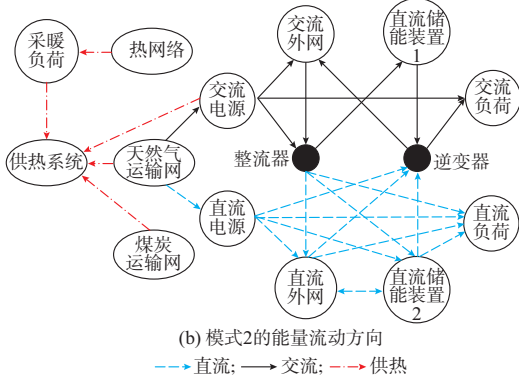 采暖
负荷
热网络
交流
外网
直流储
能装置
1
交流
电源
交流
负荷
供热系统
天然气
运输网
整流器
逆变器
直流
电源
直流
负荷
煤炭
运输网
直流
外网
直流储
能装置
2
(b) 模式2的能量流动方向
直流; 交流; 供热